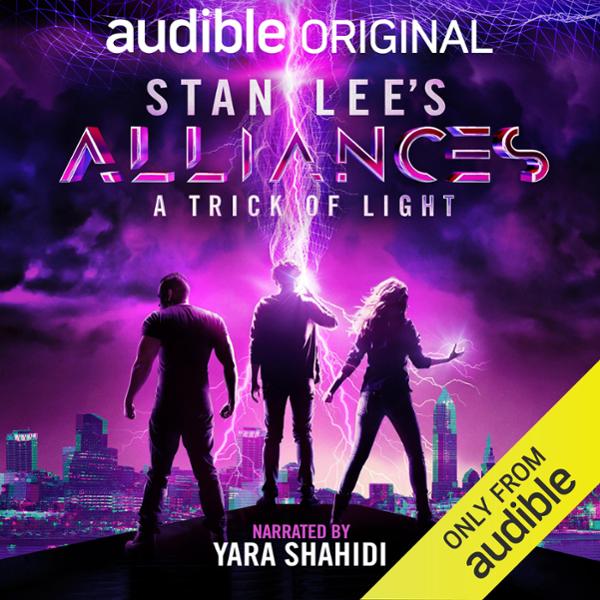 audible ORIGINAL
STAN LEE'S
ALLIANCES
A TRICK OF LIGHT
NARRATED BY
YARA SHAHIDI
ONLY FROM
audible